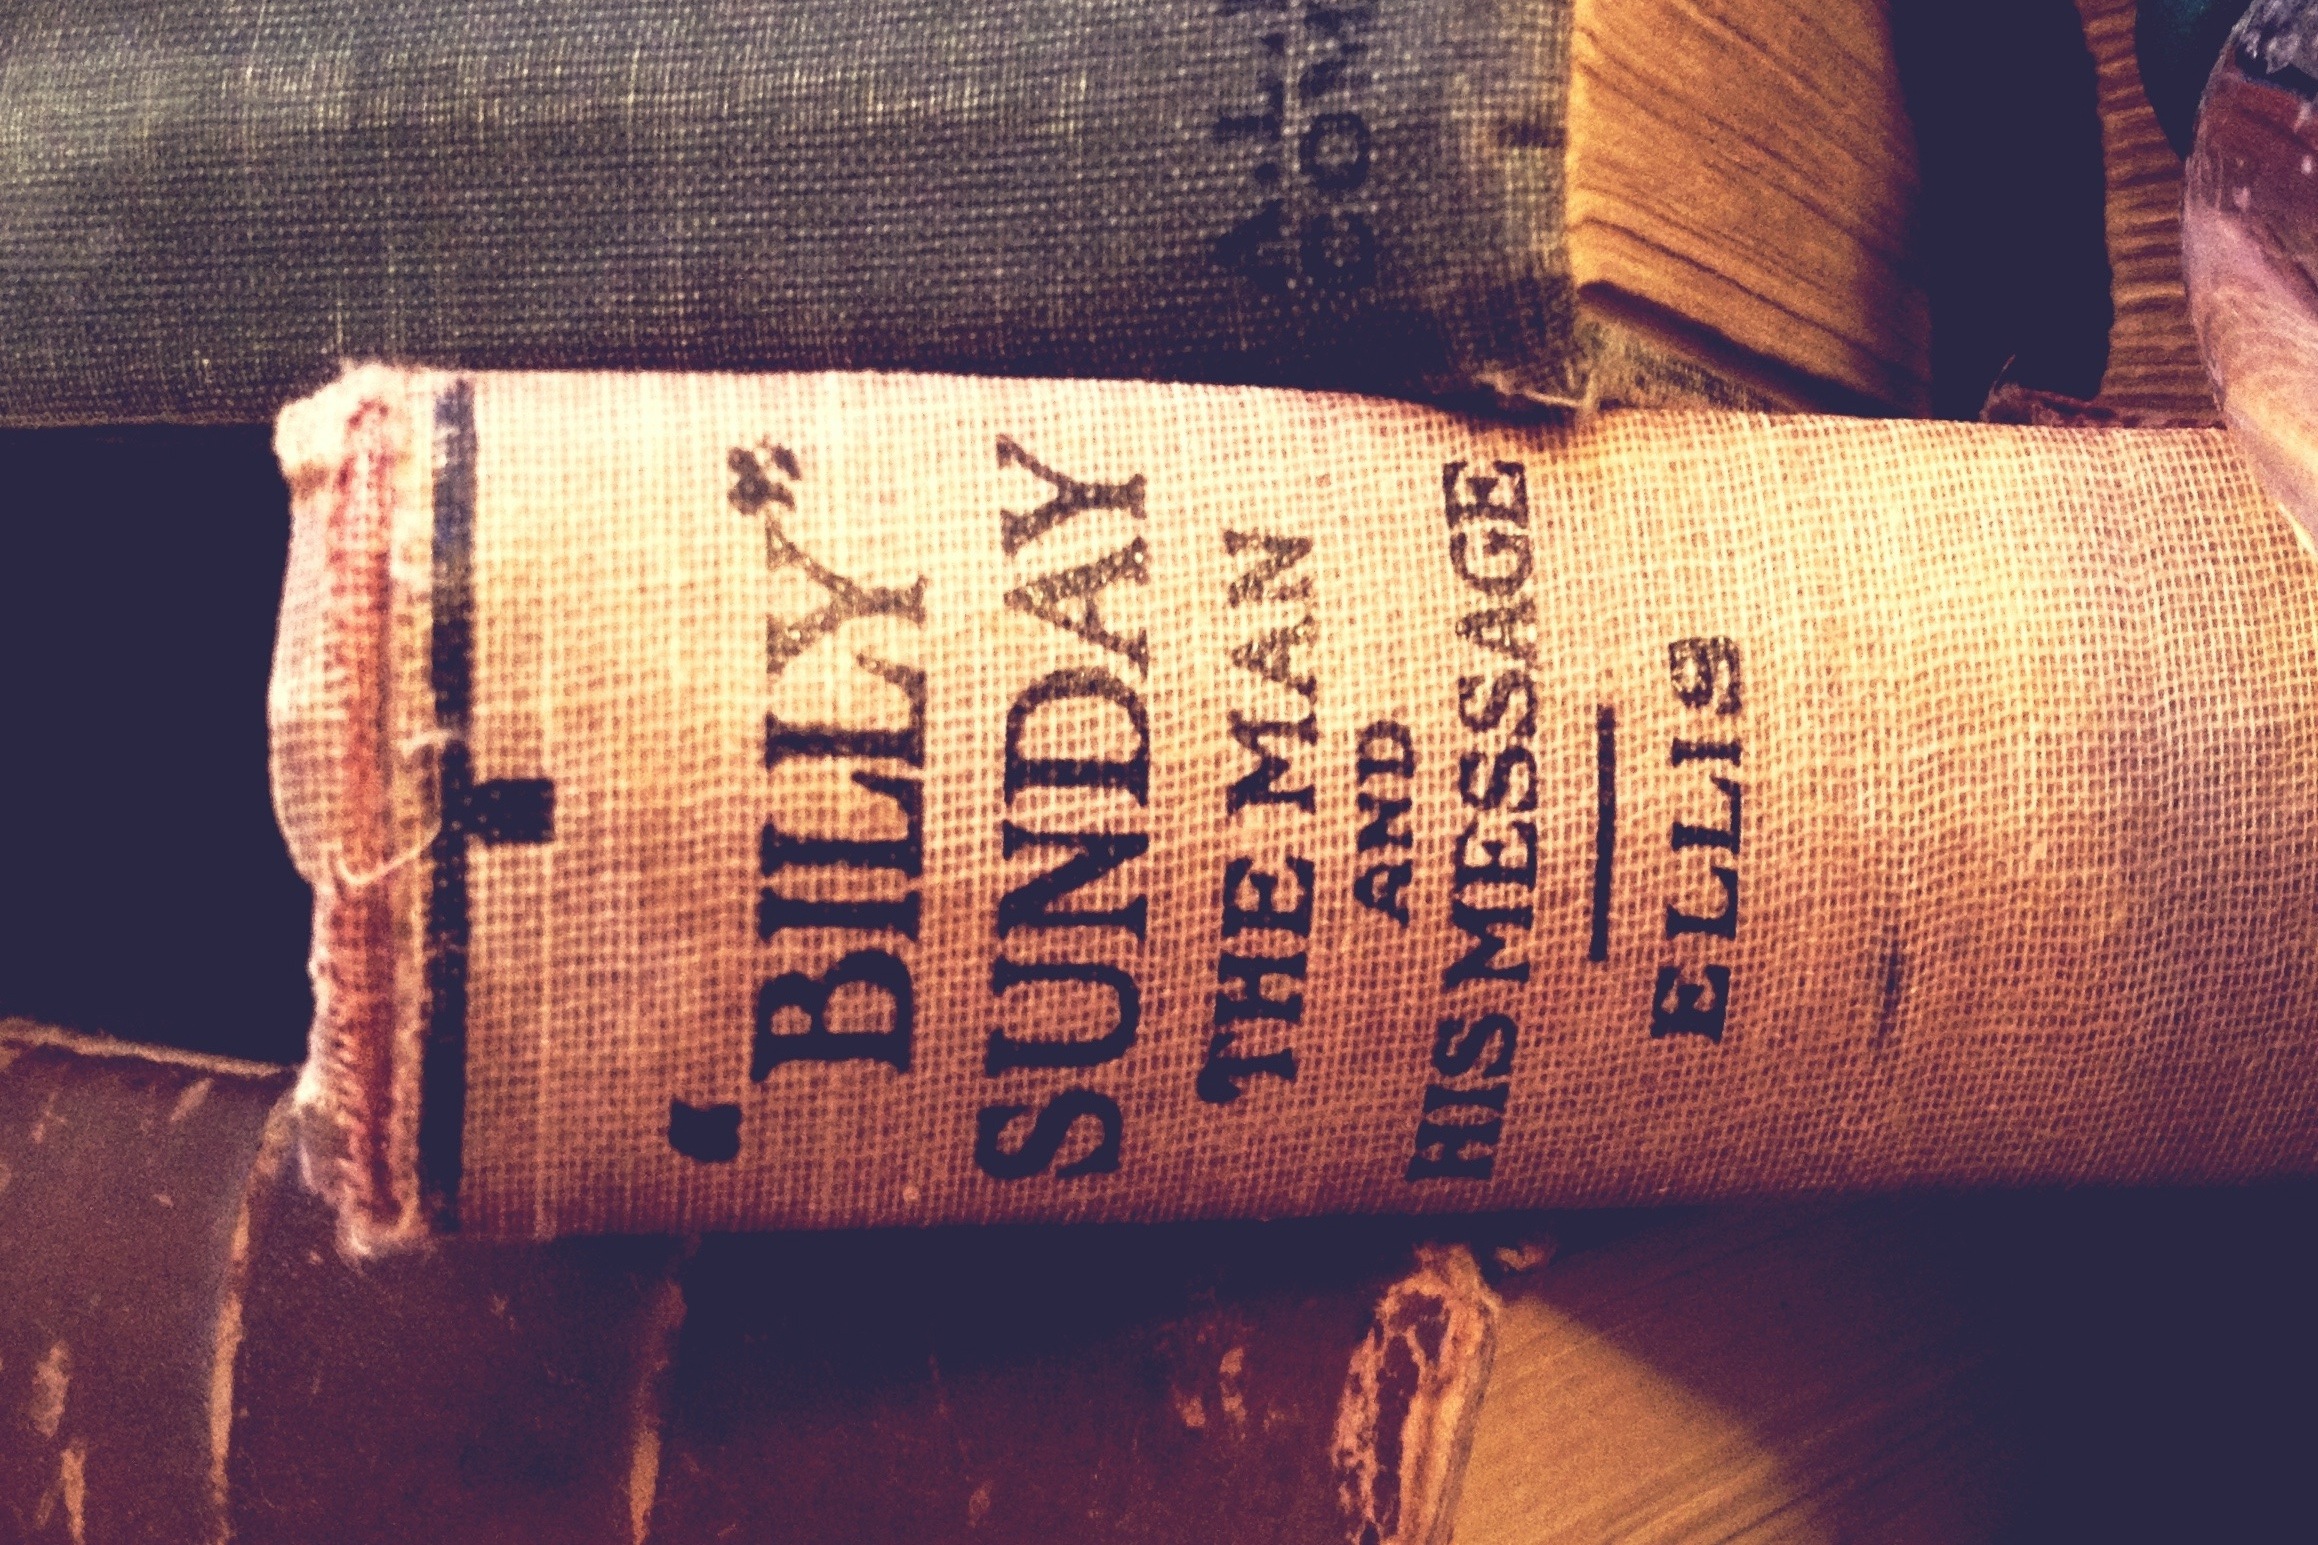 “BILLY”
SUNDAY
THE MAN
AND
HIS MESSAGE
ELLIS